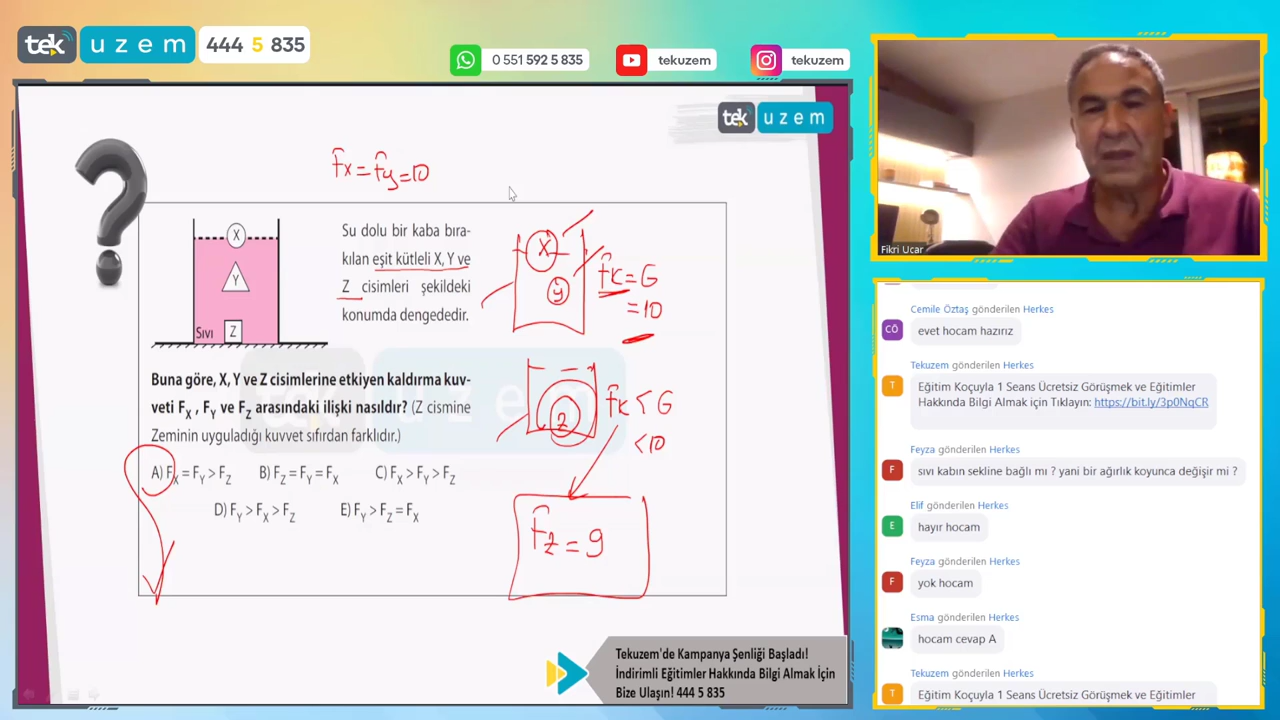 tek uzem 444 5 835
0 551 592 5 835
tekuzem
tekuzem
tek uzem
Fx = Fy = 10
Su dolu bir kaba bıra-
kılan eşit kütleli X, Y ve
Z cisimleri şekildeki
konumda dengededir.
X
Y
Sıvı Z
X
y
Fk = G
= 10
Z
Fk < G
< 10
Buna göre, X, Y ve Z cisimlerine etkiyen kaldırma kuv-
veti FX , FY ve FZ arasındaki ilişki nasıldır? (Z cismine
Zeminin uyguladığı kuvvet sıfırdan farklıdır.)
A) FX = FY > FZ B) FZ = FY = FX C) FX > FY > FZ
D) FY > FX > FZ E) FY > FZ = FX
Fz = 9
Tekuzem'de Kampanya Şenliği Başladı!
İndirimli Eğitimler Hakkında Bilgi Almak İçin
Bize Ulaşın! 444 5 835
Fikri Ucar
Cemile Öztaş gönderilen Herkes
CÖ
evet hocam hazırız
Tekuzem gönderilen Herkes
T
Eğitim Koçuyla 1 Seans Ücretsiz Görüşmek ve Eğitimler
Hakkında Bilgi Almak için Tıklayın: https://bit.ly/3p0NqCR
Feyza gönderilen Herkes
F
sıvı kabın sekline bağlı mı ? yani bir ağırlık koyunca değişir mi ?
Elif gönderilen Herkes
E
hayır hocam
Feyza gönderilen Herkes
F
yok hocam
Esma gönderilen Herkes
hocam cevap A
Tekuzem gönderilen Herkes
T
Eğitim Koçuyla 1 Seans Ücretsiz Görüşmek ve Eğitimler